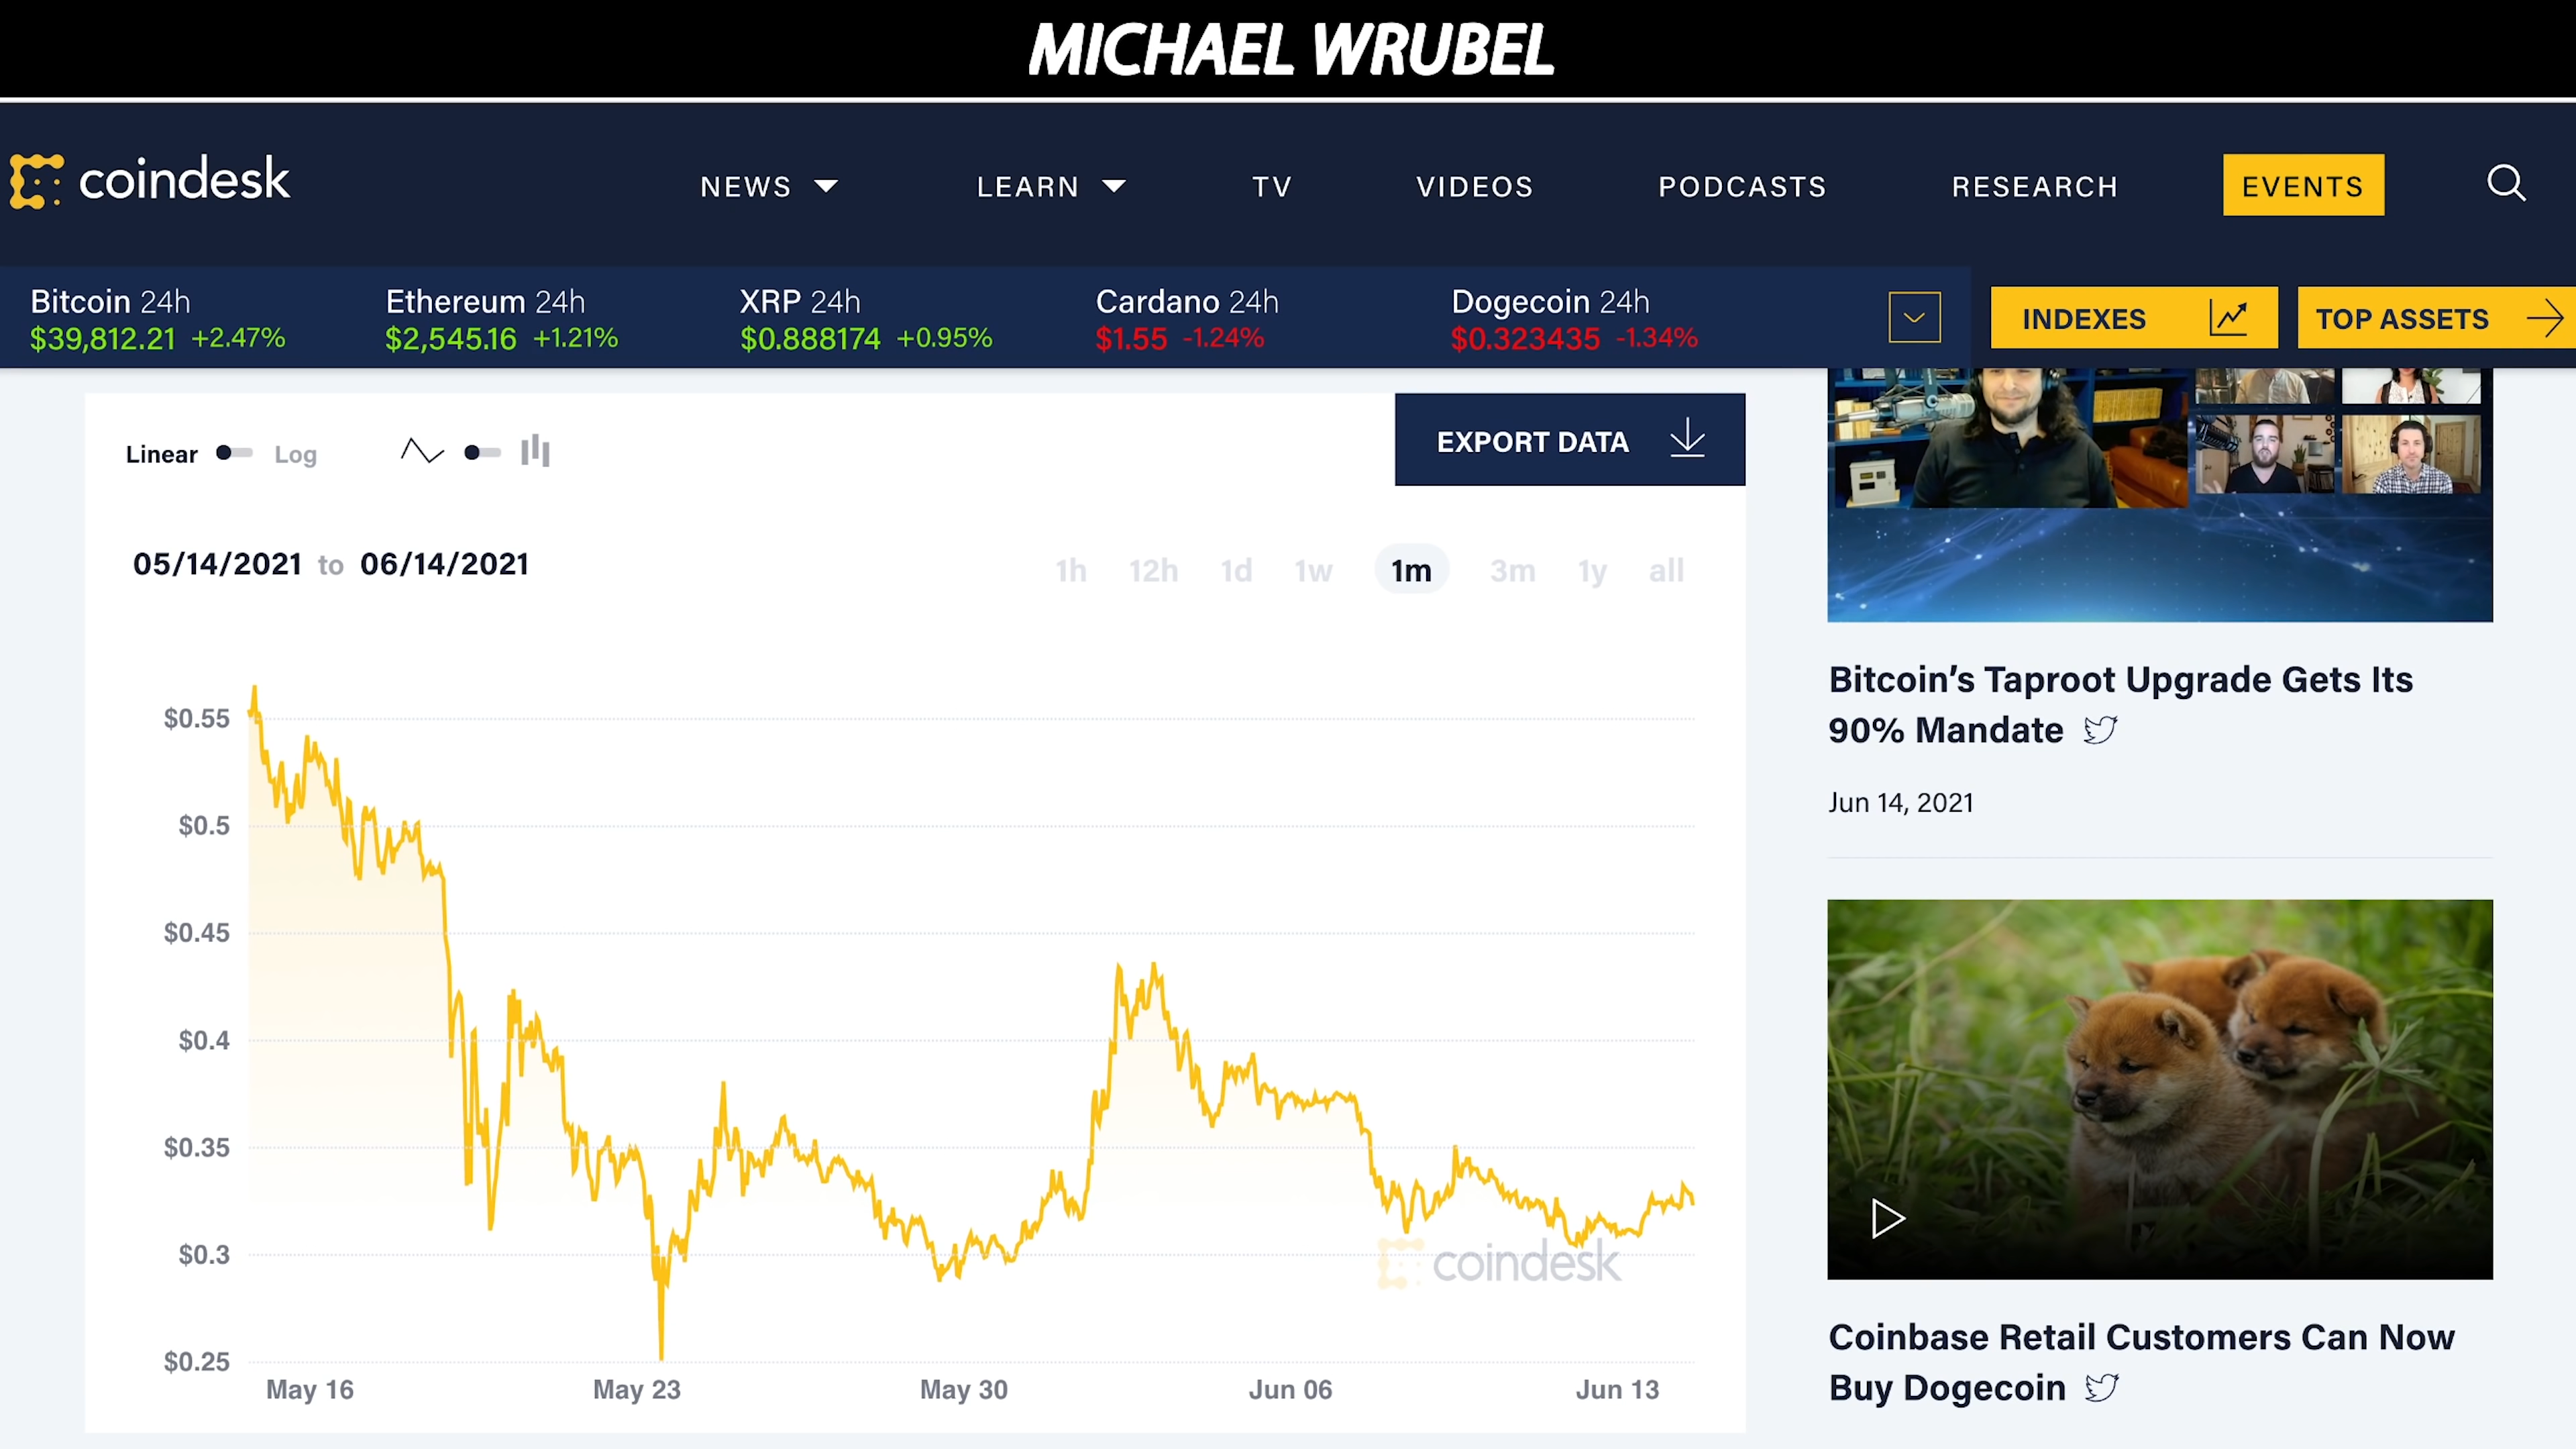 MICHAEL WRUBEL
coindesk
NEWS
LEARN
TV
VIDEOS
PODCASTS
RESEARCH
EVENTS
Bitcoin 24h
$39,812.21 +2.47%
Ethereum 24h
$2,545.16 +1.21%
XRP 24h
$0.888174 +0.95%
Cardano 24h
$1.55 -1.24%
Dogecoin 24h
$0.323435 -1.34%
INDEXES
TOP ASSETS
Linear
Log
EXPORT DATA
05/14/2021 to 06/14/2021
1h 12h 1d 1w 1m 3m 1y all
$0.55
$0.5
$0.45
$0.4
$0.35
$0.3
$0.25
coindesk
May 16
May 23
May 30
Jun 06
Jun 13
Bitcoin’s Taproot Upgrade Gets Its
90% Mandate
Jun 14, 2021
Coinbase Retail Customers Can Now
Buy Dogecoin